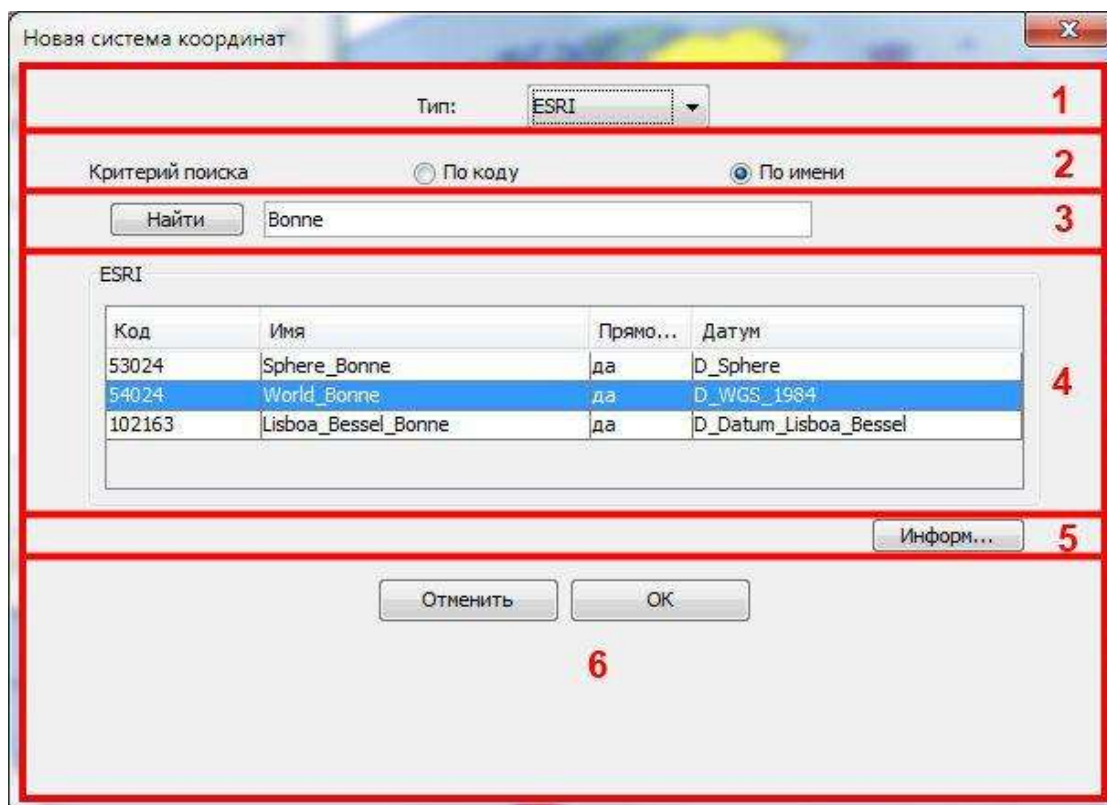 Новая система координат
Тип: ESRI 1
Критерий поиска По коду По имени 2
Найти Bonne 3
ESRI
Код Имя Прямо... Датум
53024 Sphere_Bonne да D_Sphere
54024 World_Bonne да D_WGS_1984
102163 Lisboa_Bessel_Bonne да D_Datum_Lisboa_Bessel
4
Информ... 5
Отменить ОК
6